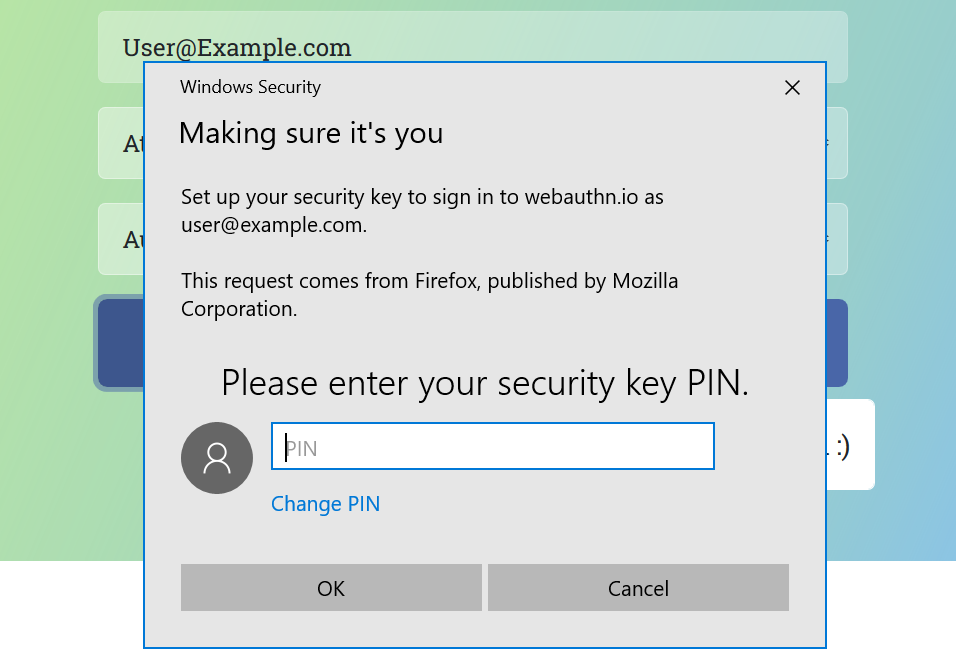 User@Example.com
Windows Security
Making sure it's you
Set up your security key to sign in to webauthn.io as
user@example.com.
This request comes from Firefox, published by Mozilla
Corporation.
Please enter your security key PIN.
:)
PIN
Change PIN
OK
Cancel